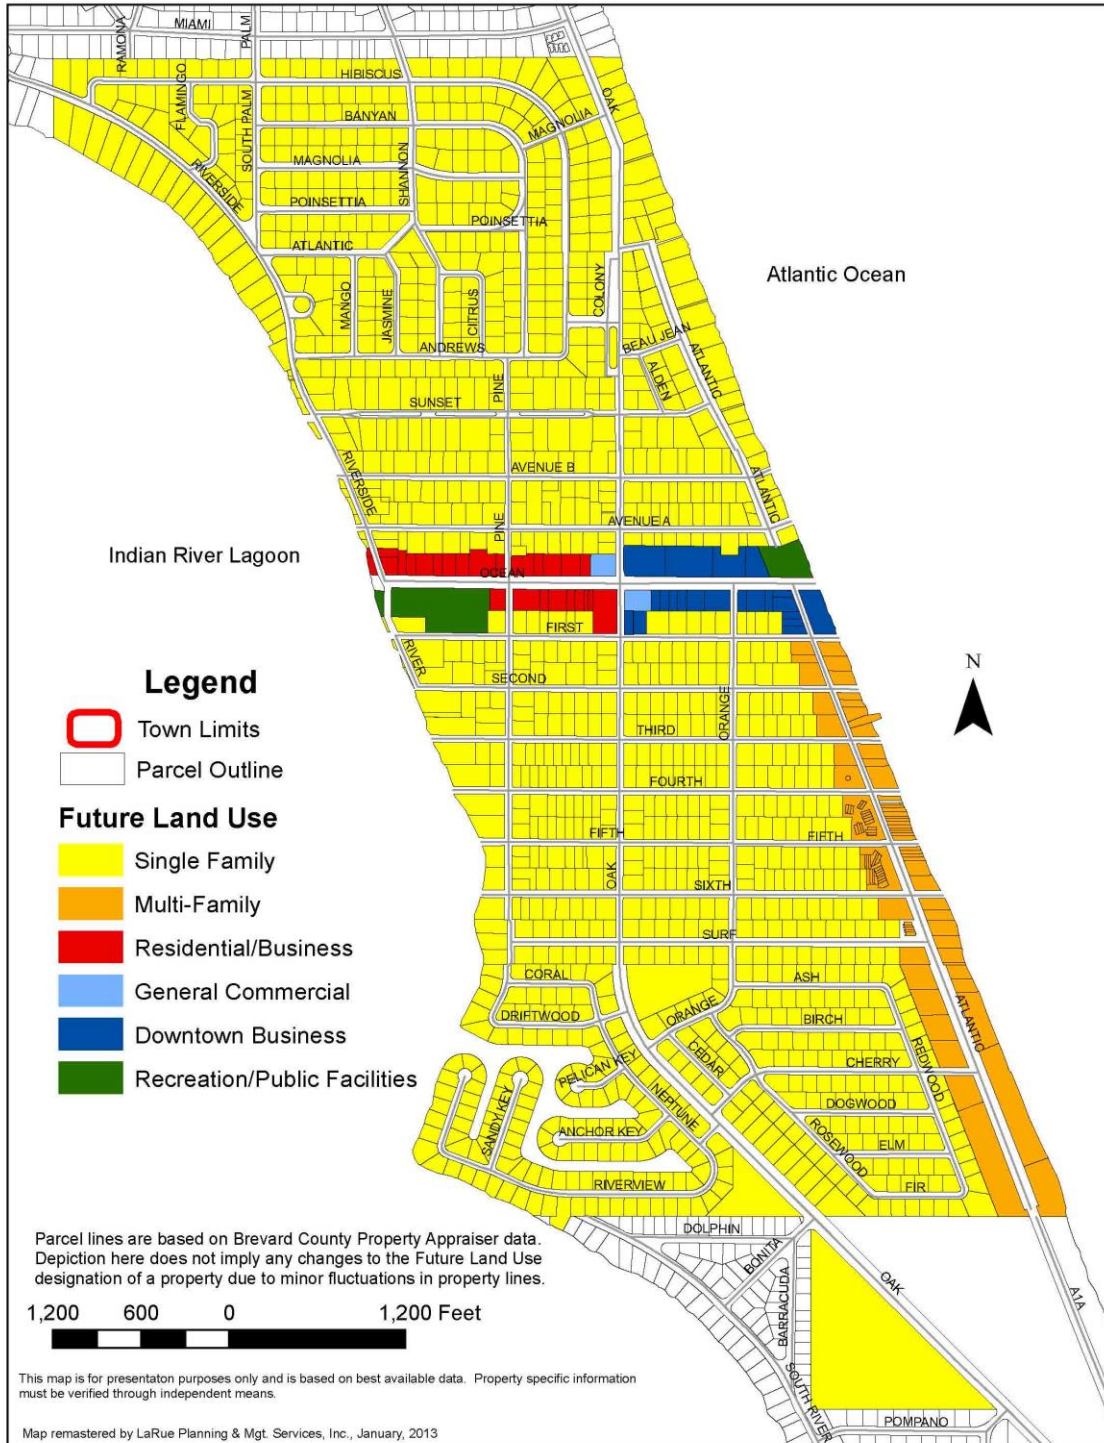 MIAMI
RAMONA
PALM
HIBISCUS
FLAMINGO
SOUTH PALM
BANYAN
OAK
MAGNOLIA
MAGNOLIA
SHANNON
RIVERSIDE
POINSETTIA
POINSETTIA
ATLANTIC
Atlantic Ocean
MANGO
JASMINE
CITRUS
COLONY
ANDREWS
BEAU JEAN
ATLANTIC
ALDEN
PINE
SUNSET
RIVERSIDE
AVENUE B
ATLANTIC
AVENUE A
PINE
Indian River Lagoon
OCEAN
FIRST
RIVER
SECOND
N
Legend
Town Limits
Parcel Outline
ORANGE
THIRD
FOURTH
Future Land Use
FIFTH
FIFTH
Single Family
OAK
SIXTH
Multi-Family
SURF
Residential/Business
CORAL
ASH
General Commercial
DRIFTWOOD
ORANGE
BIRCH
ATLANTIC
Downtown Business
CEDAR
CHERRY
REDWOOD
Recreation/Public Facilities
PELICAN KEY
NEPTUNE
SANDY KEY
DOGWOOD
ANCHOR KEY
ROSEWOOD
ELM
RIVERVIEW
FIR
DOLPHIN
Parcel lines are based on Brevard County Property Appraiser data.
Depiction here does not imply any changes to the Future Land Use
designation of a property due to minor fluctuations in property lines.
BONITA
BARRACUDA
OAK
A1A
1,200 600 0 1,200 Feet
This map is for presentaton purposes only and is based on best available data. Property specific information
must be verified through independent means.
SOUTH RIVER
POMPANO
Map remastered by LaRue Planning & Mgt. Services, Inc., January, 2013